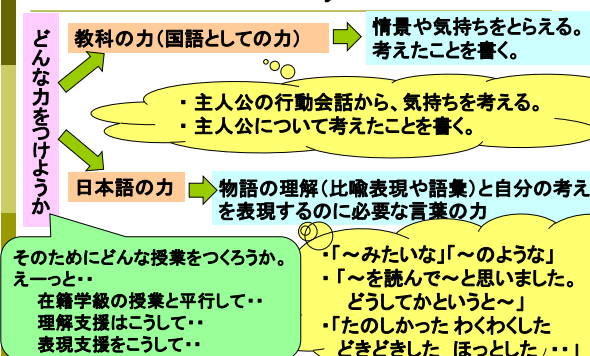 どんな力をつけようか
教科の力（国語としての力）
情景や気持ちをとらえる。
考えたことを書く。
・主人公の行動会話から、気持ちを考える。
・主人公について考えたことを書く。
日本語の力
物語の理解（比喩表現や語彙）と自分の考え
を表現するのに必要な言葉の力
そのためにどんな授業をつくろうか。
えーっと・・
在籍学級の授業と平行して・・
理解支援はこうして・・
表現支援をこうして・・
・「～みたいな」「～のような」
・「～を読んで～と思いました。
どうしてかというと～」
・「たのしかった わくわくした
どきどきした ほっとした ・・」